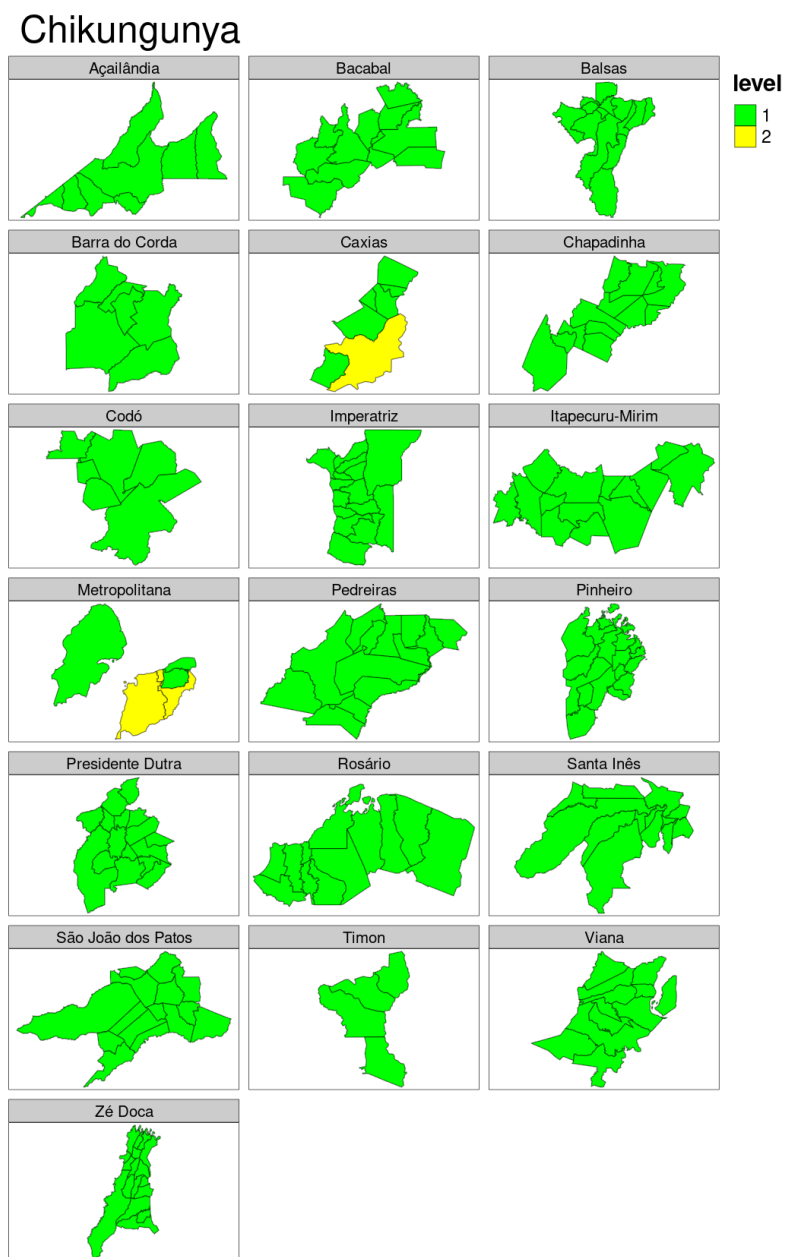 Chikungunya
Açailândia
Bacabal
Balsas
level
1
2
Barra do Corda
Caxias
Chapadinha
Codó
Imperatriz
Itapecuru-Mirim
Metropolitana
Pedreiras
Pinheiro
Presidente Dutra
Rosário
Santa Inês
São João dos Patos
Timon
Viana
Zé Doca